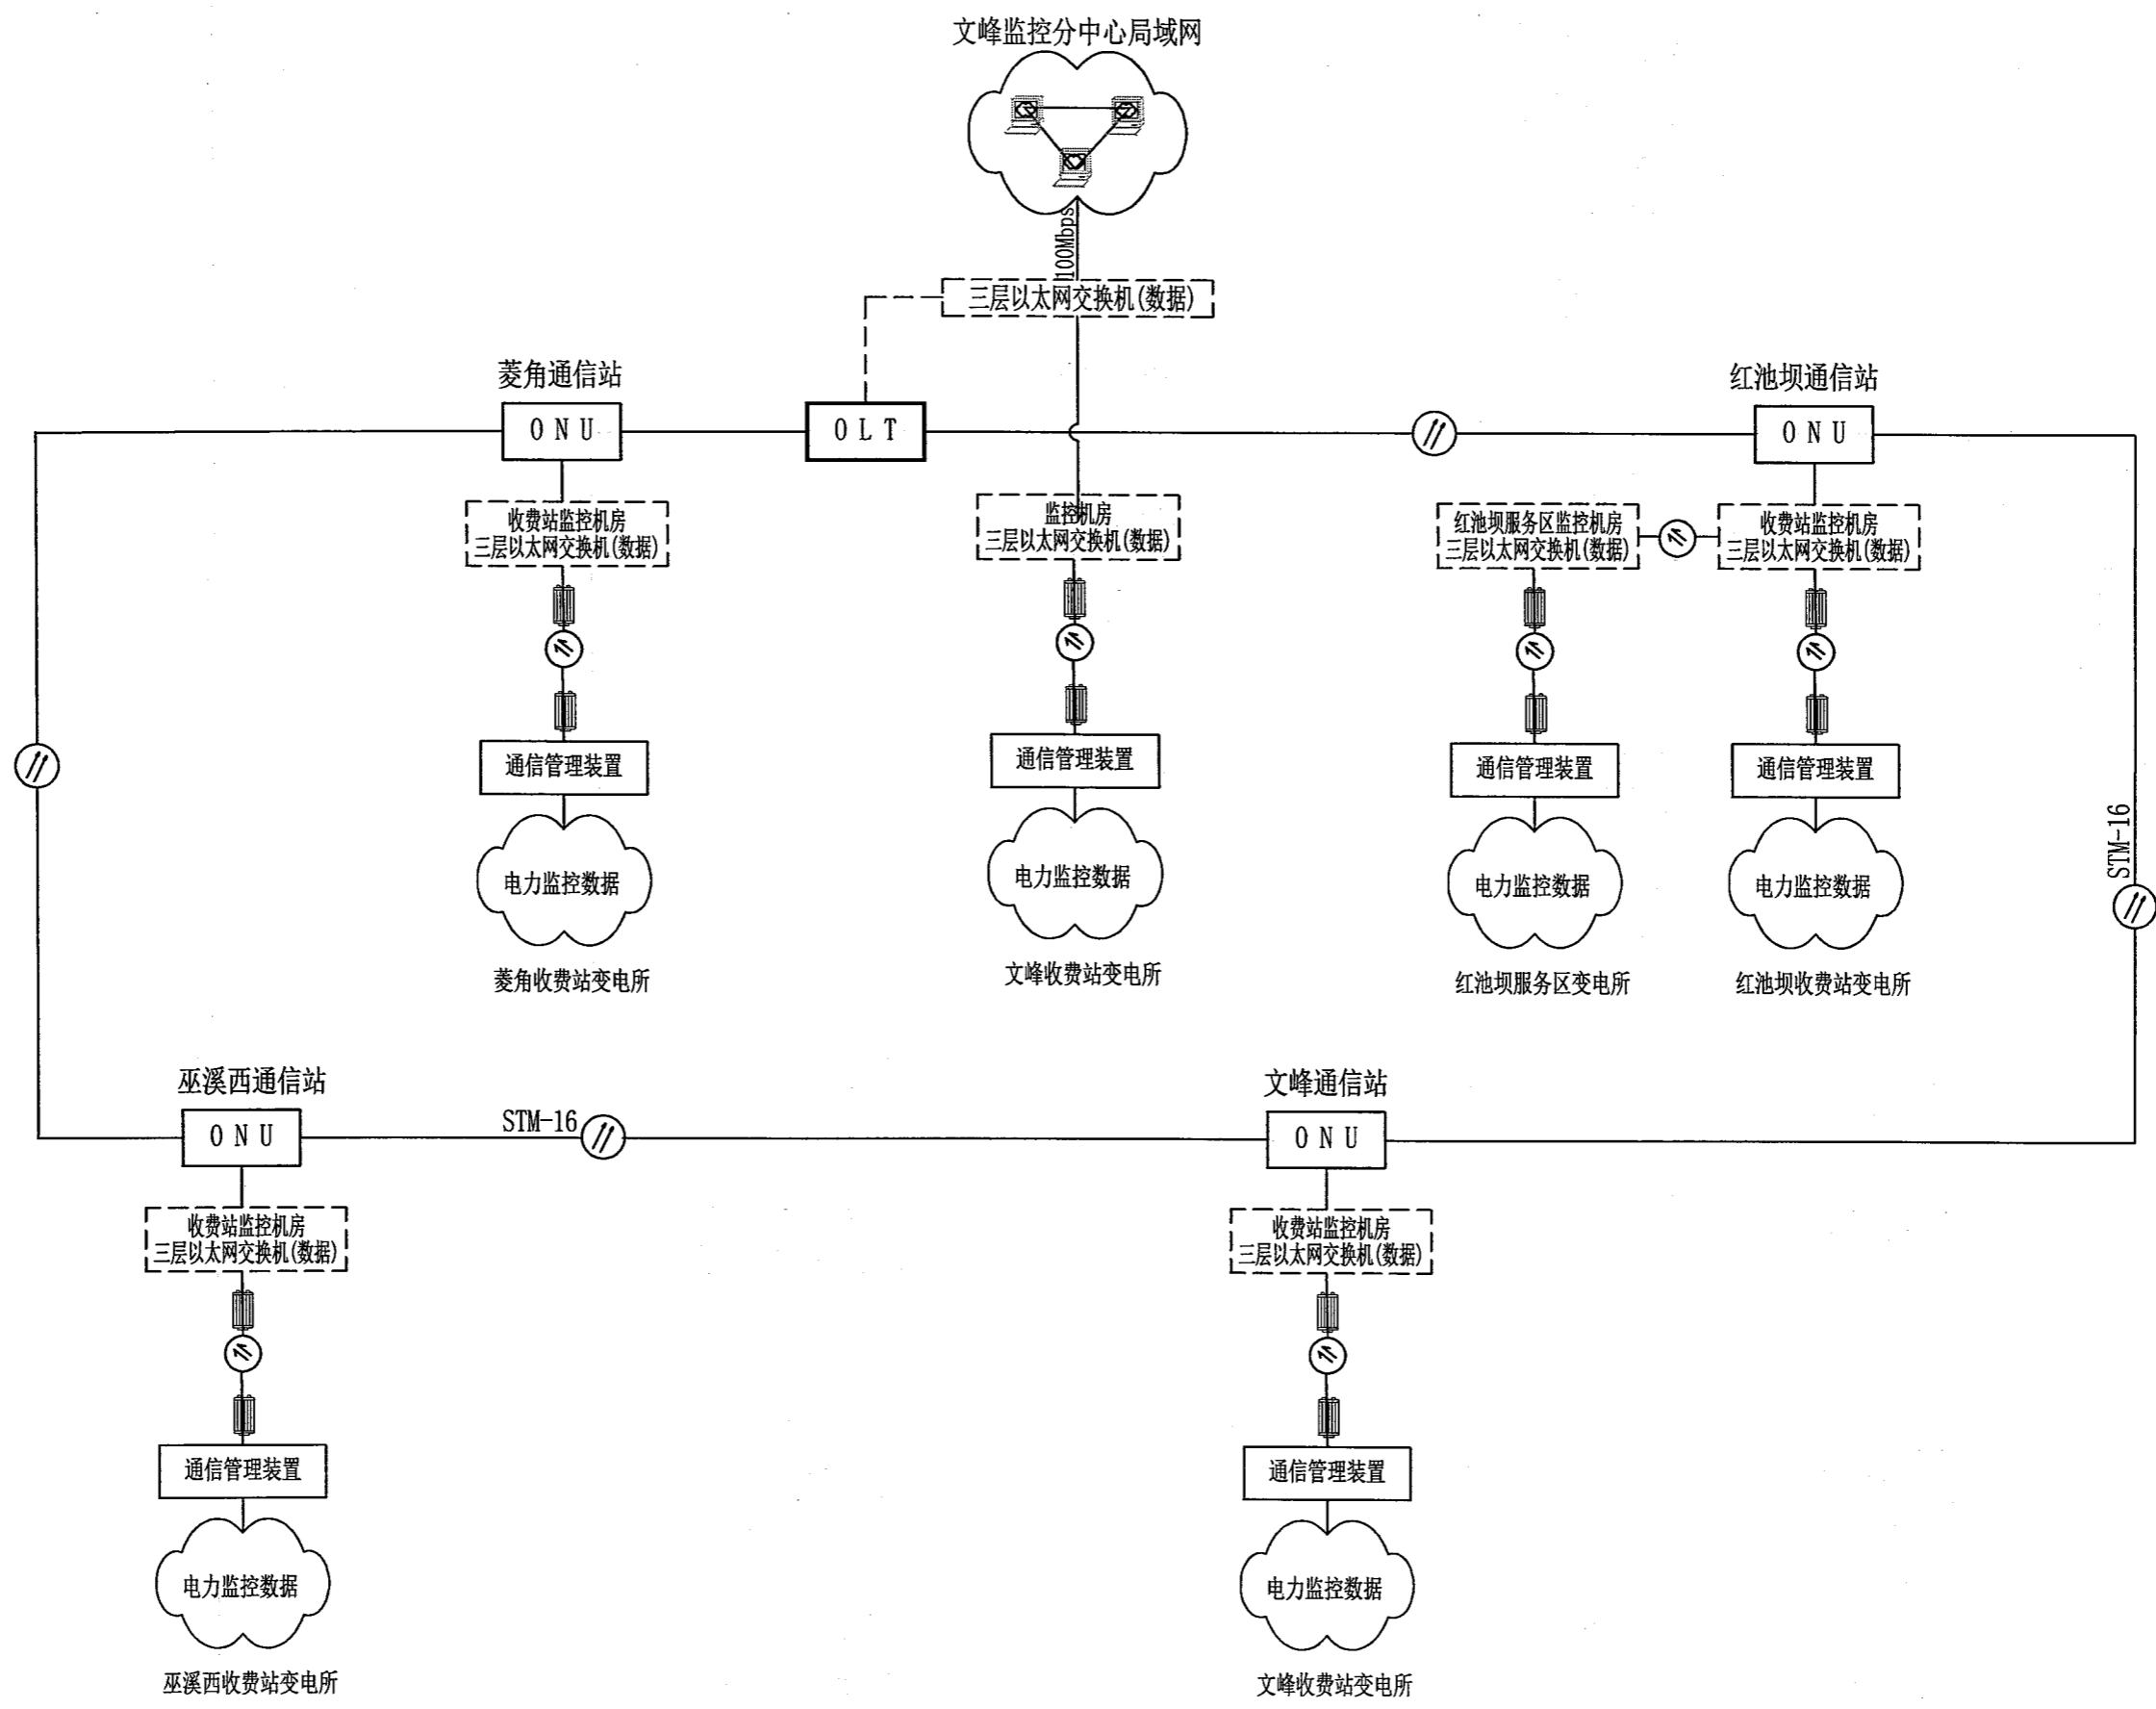 文峰监控分中心局域网
100Mbps
三层以太网交换机(数据)
菱角通信站
红池坝通信站
ONU
OLT
ONU
收费站监控机房
三层以太网交换机(数据)
监控机房
三层以太网交换机(数据)
红池坝服务区监控机房
三层以太网交换机(数据)
收费站监控机房
三层以太网交换机(数据)
通信管理装置
通信管理装置
通信管理装置
通信管理装置
电力监控数据
电力监控数据
电力监控数据
电力监控数据
STM-16
菱角收费站变电所
文峰收费站变电所
红池坝服务区变电所
红池坝收费站变电所
巫溪西通信站
文峰通信站
ONU
STM-16
ONU
收费站监控机房
三层以太网交换机(数据)
收费站监控机房
三层以太网交换机(数据)
通信管理装置
通信管理装置
电力监控数据
电力监控数据
巫溪西收费站变电所
文峰收费站变电所